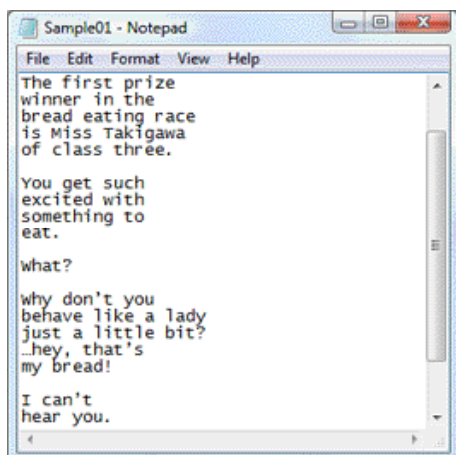 Sample01 - Notepad
File Edit Format View Help
The first prize
winner in the
bread eating race
is Miss Takigawa
of class three.
You get such
excited with
something to
eat.
What?
Why don't you
behave like a lady
just a little bit?
…hey, that's
my bread!
I can't
hear you.